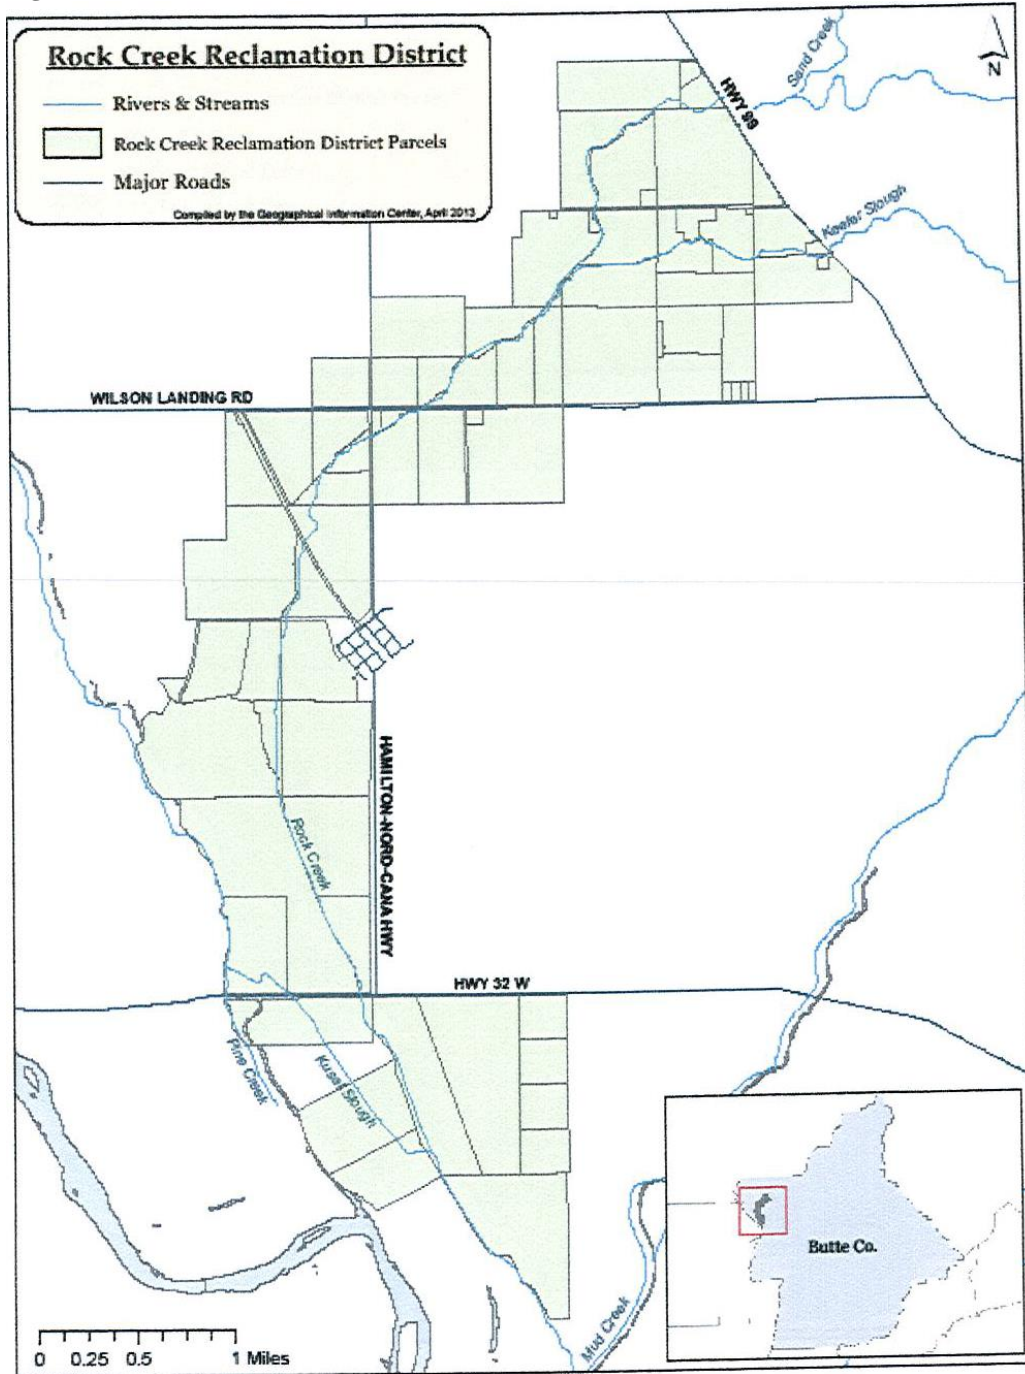 Rock Creek Reclamation District
Rivers & Streams
Rock Creek Reclamation District Parcels
Major Roads
Compiled by the Geographical Information Center, April 2013
N
HWY 99
Sand Creek
Keefer Slough
WILSON LANDING RD
HAMILTON-NORD-CANA HWY
Rock Creek
HWY 32 W
Pine Creek
Kusal Slough
Mud Creek
Butte Co.
0 0.25 0.5 1 Miles